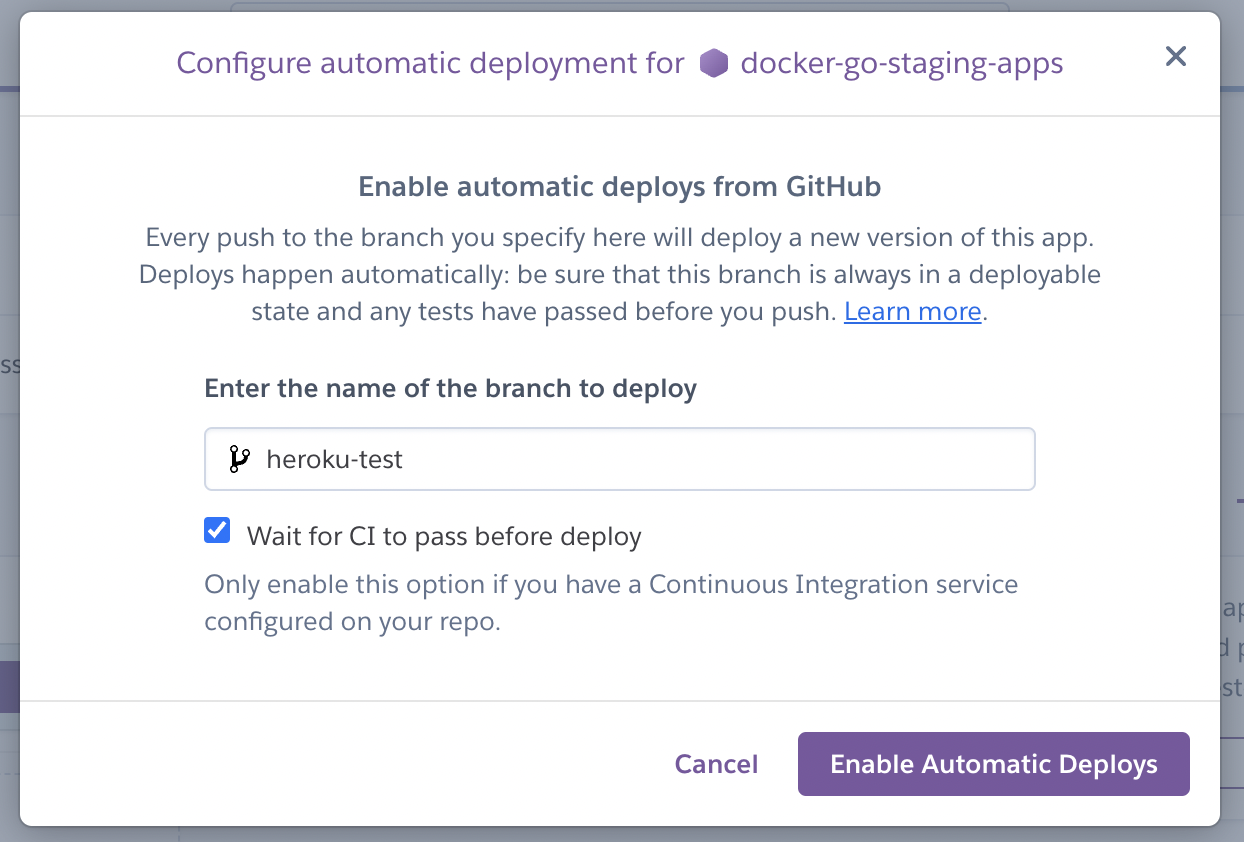 Configure automatic deployment for docker-go-staging-apps
Enable automatic deploys from GitHub
Every push to the branch you specify here will deploy a new version of this app.
Deploys happen automatically: be sure that this branch is always in a deployable
state and any tests have passed before you push. Learn more.
Enter the name of the branch to deploy
heroku-test
Wait for CI to pass before deploy
Only enable this option if you have a Continuous Integration service
configured on your repo.
Cancel
Enable Automatic Deploys